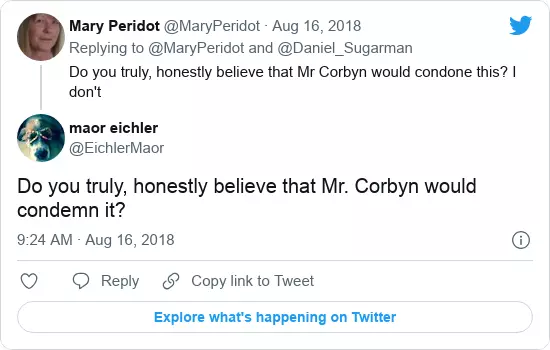 Mary Peridot @MaryPeridot · Aug 16, 2018
Replying to @MaryPeridot and @Daniel_Sugarman
Do you truly, honestly believe that Mr Corbyn would condone this? I
don't
maor eichler
@EichlerMaor
Do you truly, honestly believe that Mr. Corbyn would
condemn it?
9:24 AM · Aug 16, 2018
Reply
Copy link to Tweet
Explore what's happening on Twitter